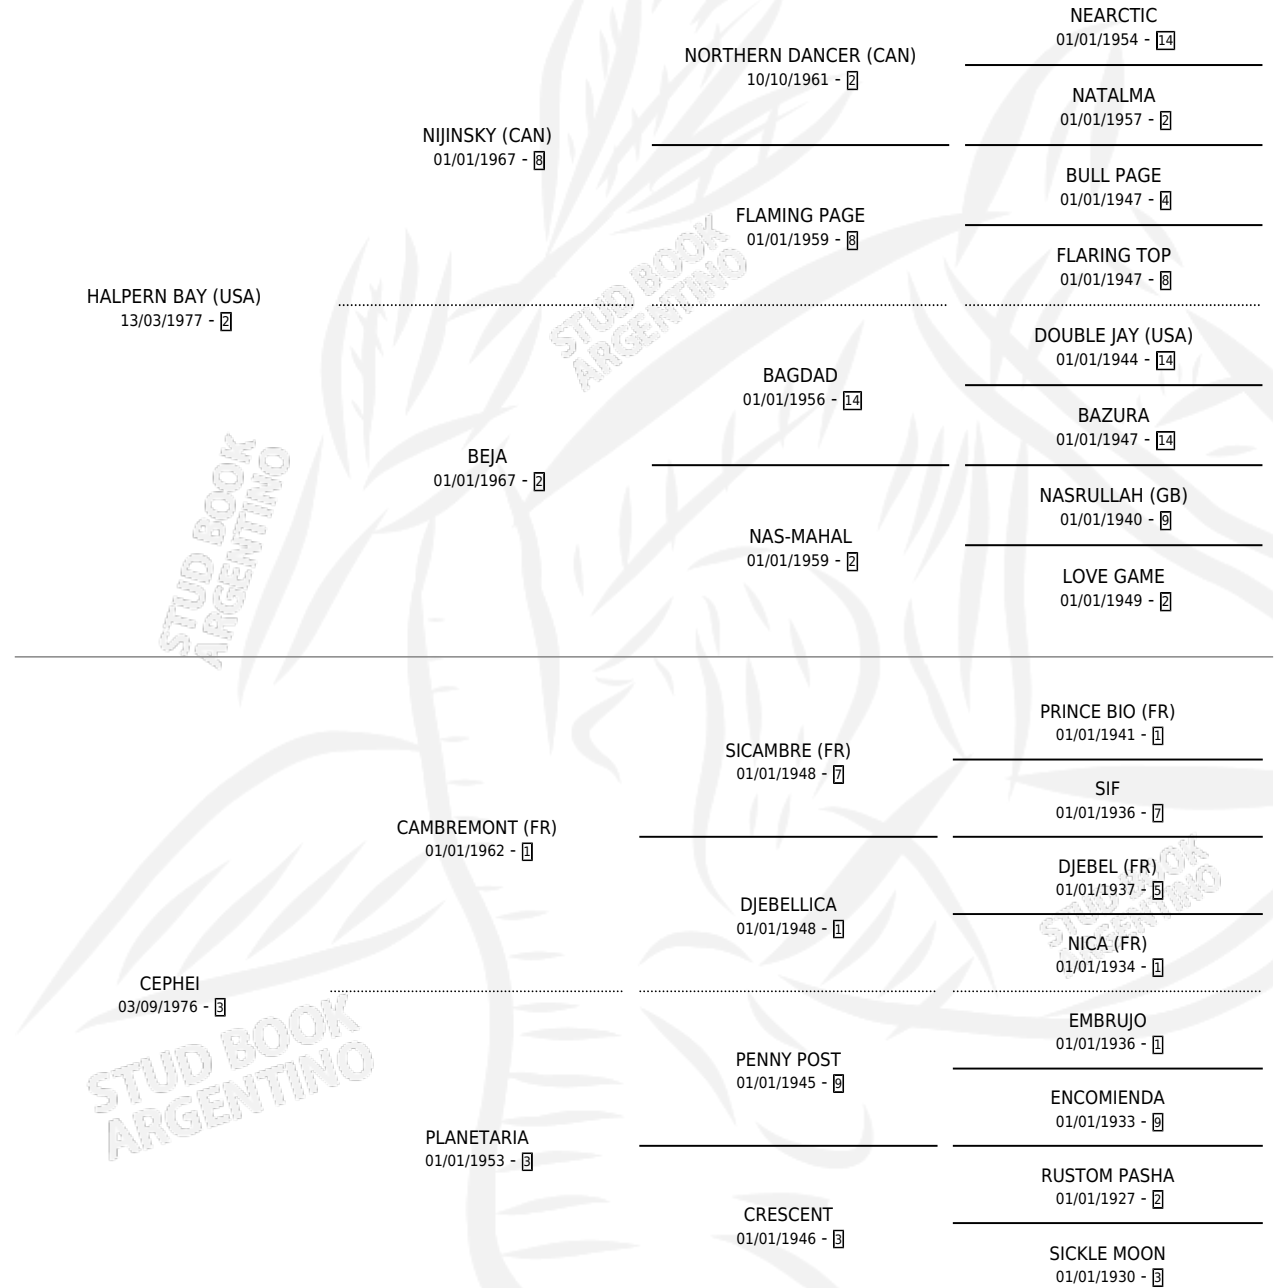 NEARCTIC
01/01/1954 - 14
NORTHERN DANCER (CAN)
10/10/1961 - 2
NATALMA
01/01/1957 - 2
NIJINSKY (CAN)
01/01/1967 - 8
BULL PAGE
01/01/1947 - 4
FLAMING PAGE
01/01/1959 - 8
FLARING TOP
01/01/1947 - 8
HALPERN BAY (USA)
13/03/1977 - 2
DOUBLE JAY (USA)
01/01/1944 - 14
BAGDAD
01/01/1956 - 14
BAZURA
01/01/1947 - 14
BEJA
01/01/1967 - 2
NASRULLAH (GB)
01/01/1940 - 9
NAS-MAHAL
01/01/1959 - 2
LOVE GAME
01/01/1949 - 2
STUD BOOK
ARGENTINO
STUD BOOK
ARGENTINO
PRINCE BIO (FR)
01/01/1941 - 1
SICAMBRE (FR)
01/01/1948 - 7
SIF
01/01/1936 - 7
CAMBREMONT (FR)
01/01/1962 - 1
DJEBEL (FR)
01/01/1937 - 5
DJEBELLICA
01/01/1948 - 1
NICA (FR)
01/01/1934 - 1
CEPHEI
03/09/1976 - 3
EMBRUJO
01/01/1936 - 1
PENNY POST
01/01/1945 - 9
ENCOMIENDA
01/01/1933 - 9
PLANETARIA
01/01/1953 - 3
RUSTOM PASHA
01/01/1927 - 2
CRESCENT
01/01/1946 - 3
SICKLE MOON
01/01/1930 - 3
STUD BOOK
ARGENTINO
STUD BOOK
ARGENTINO